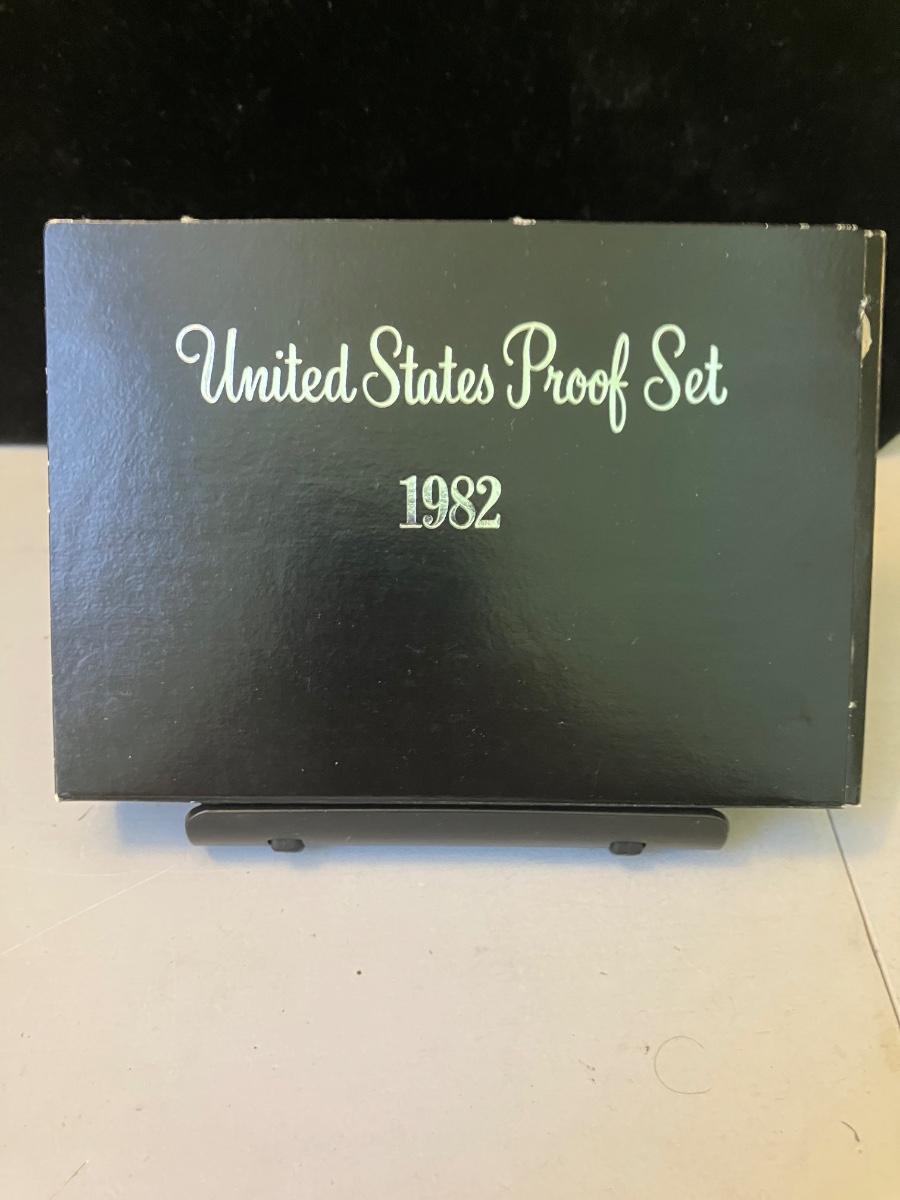 United States Proof Set
1982